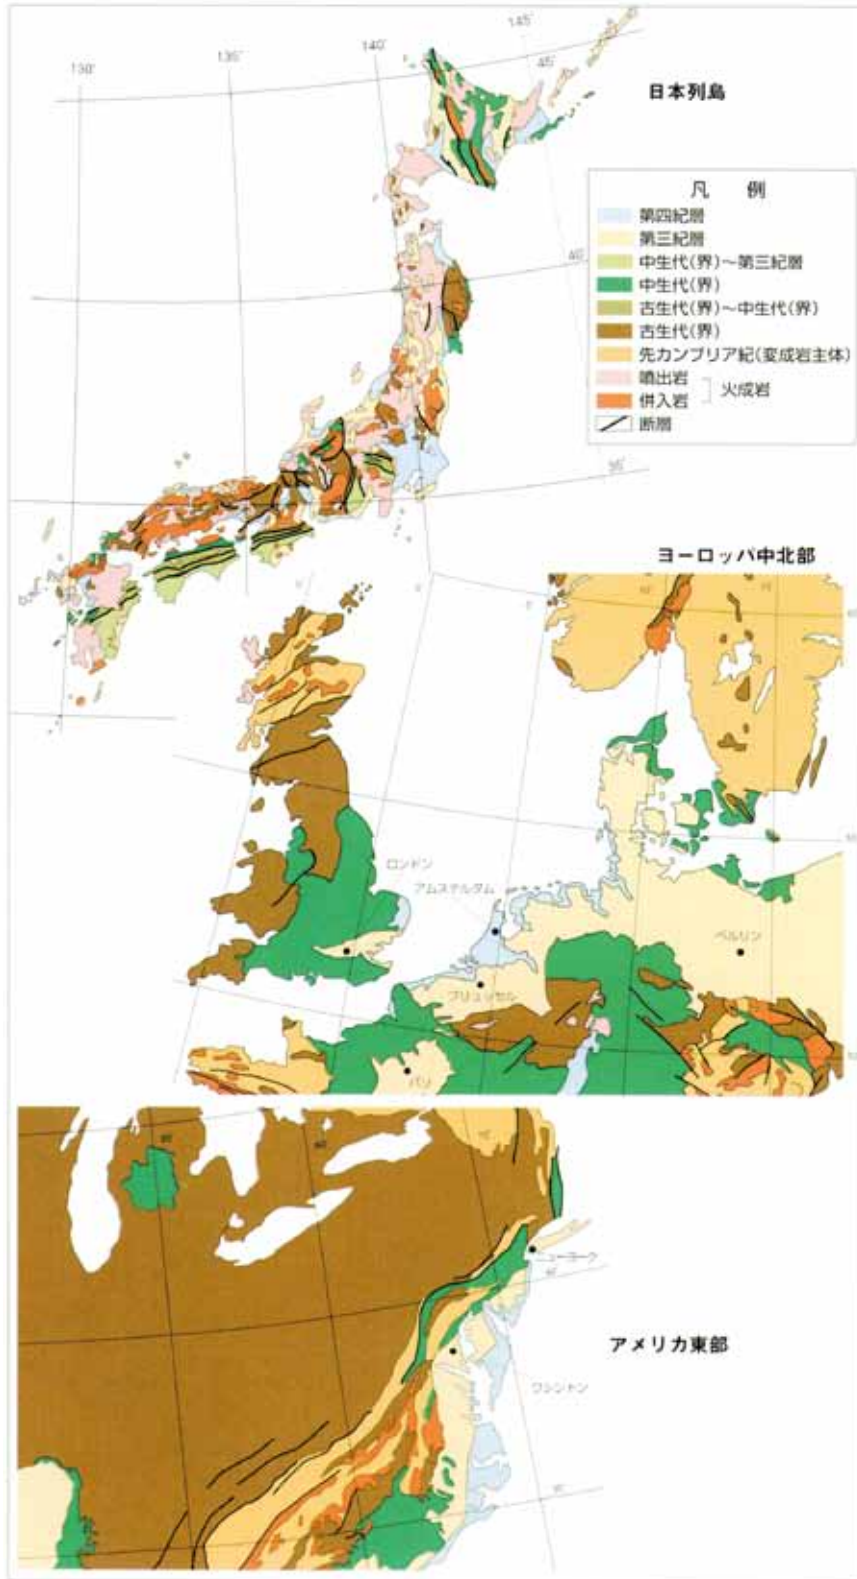 130°
135°
140°
145°
45°
日本列島
凡 例
第四紀層
第三紀層
中生代(界)~第三紀層
中生代(界)
古生代(界)~中生代(界)
古生代(界)
先カンブリア紀(変成岩主体)
噴出岩
併入岩
火成岩
断層
40°
35°
ヨーロッパ中北部
ロンドン
アムステルダム
ベルリン
ブリュッセル
パリ
ニューヨーク
アメリカ東部
ワシントン